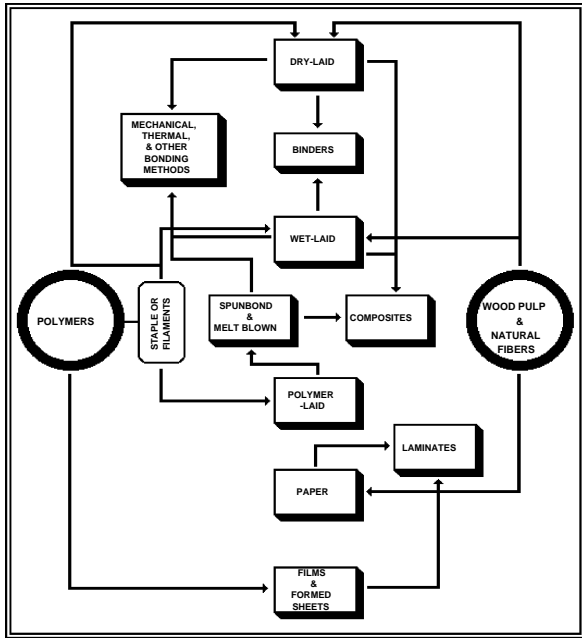 DRY-LAID
MECHANICAL,
THERMAL,
& OTHER
BONDING
METHODS
BINDERS
WET-LAID
POLYMERS
STAPLE OR
FILAMENTS
SPUNBOND
&
MELT BLOWN
COMPOSITES
WOOD PULP
&
NATURAL
FIBERS
POLYMER
-LAID
LAMINATES
PAPER
FILMS
&
FORMED
SHEETS